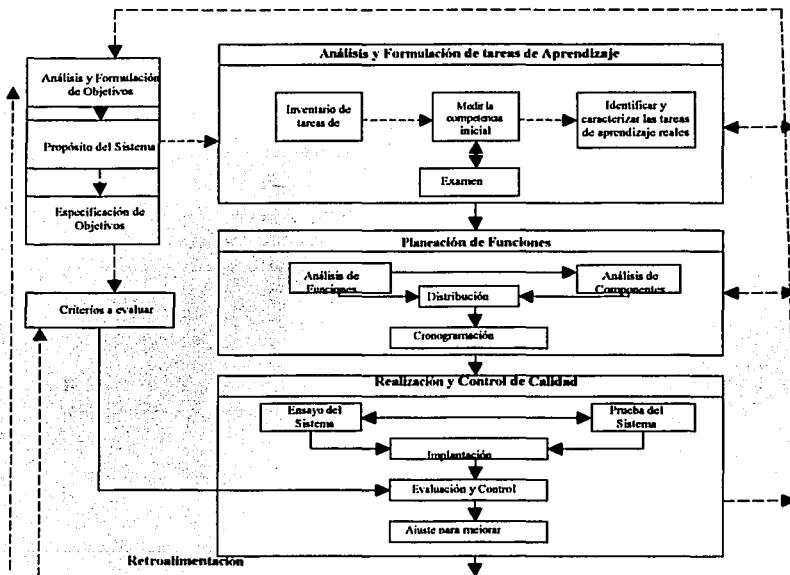 Análisis y Formulación de tareas de Aprendizaje
Análisis y Formulación
de Objetivos
Propósito del Sistema
Especificación de
Objetivos
Criterios a evaluar
Inventario de
tareas de
Medir la
competencia
inicial
Identificar y
caracterizar las tareas
de aprendizaje reales
Examen
Planeación de Funciones
Análisis de
Funciones
Análisis de
Componentes
Distribución
Cronogramación
Realización y Control de Calidad
Ensayo del
Sistema
Prueba del
Sistema
Implantación
Evaluación y Control
Ajuste para mejorar
Retroalimentación